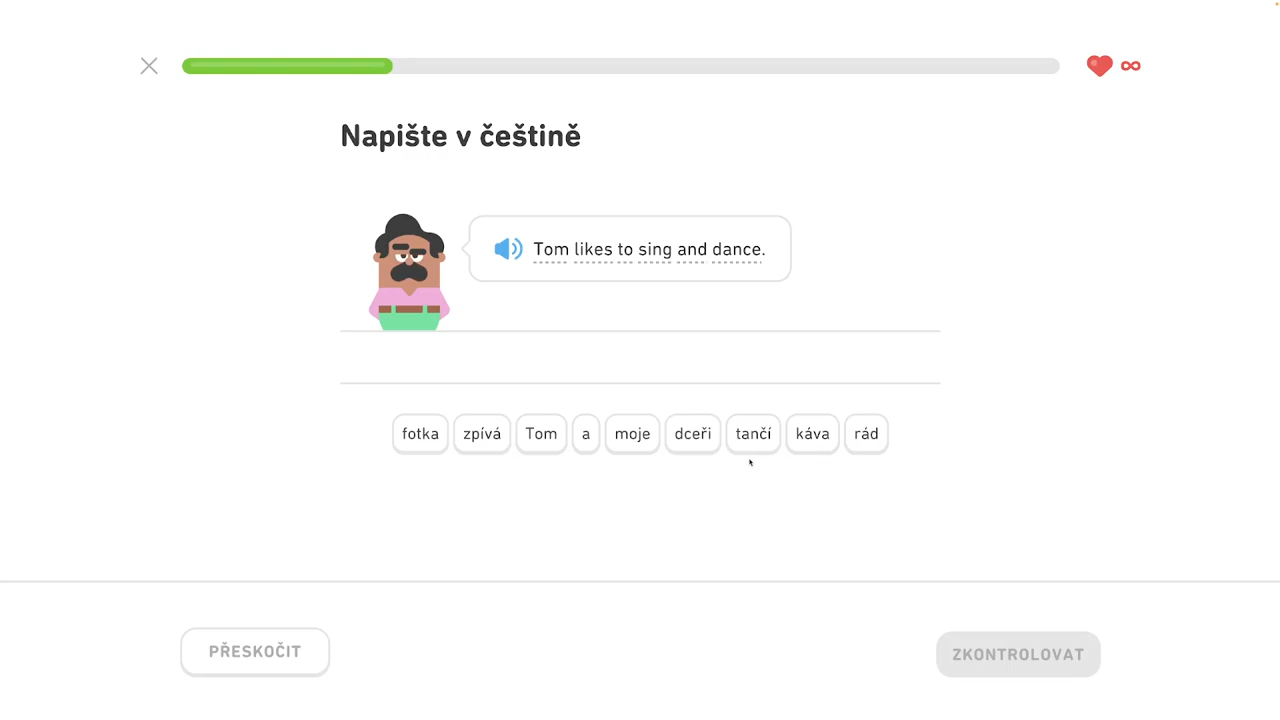 ∞
Napište v češtině
Tom likes to sing and dance.
fotka zpívá Tom a moje dceři tančí káva rád
PŘESKOČIT ZKONTROLOVAT